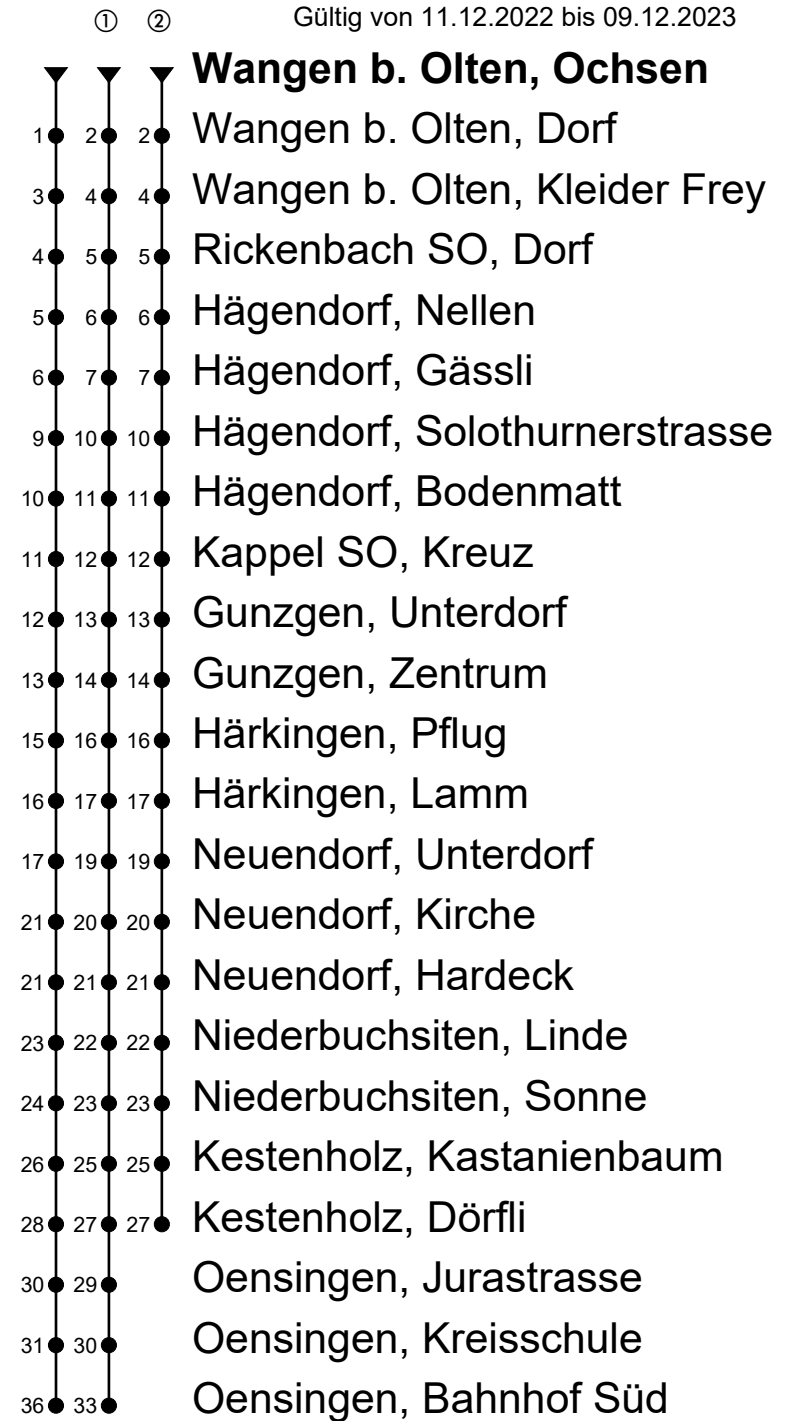 ① ② Gültig von 11.12.2022 bis 09.12.2023
Wangen b. Olten, Ochsen
1 2 2 Wangen b. Olten, Dorf
3 4 4 Wangen b. Olten, Kleider Frey
4 5 5 Rickenbach SO, Dorf
5 6 6 Hägendorf, Nellen
6 7 7 Hägendorf, Gässli
9 10 10 Hägendorf, Solothurnerstrasse
10 11 11 Hägendorf, Bodenmatt
11 12 12 Kappel SO, Kreuz
12 13 13 Gunzgen, Unterdorf
13 14 14 Gunzgen, Zentrum
15 16 16 Härkingen, Pflug
16 17 17 Härkingen, Lamm
17 19 19 Neuendorf, Unterdorf
21 20 20 Neuendorf, Kirche
21 21 21 Neuendorf, Hardeck
23 22 22 Niederbuchsiten, Linde
24 23 23 Niederbuchsiten, Sonne
26 25 25 Kestenholz, Kastanienbaum
28 27 27 Kestenholz, Dörfli
30 29 Oensingen, Jurastrasse
31 30 Oensingen, Kreisschule
36 33 Oensingen, Bahnhof Süd